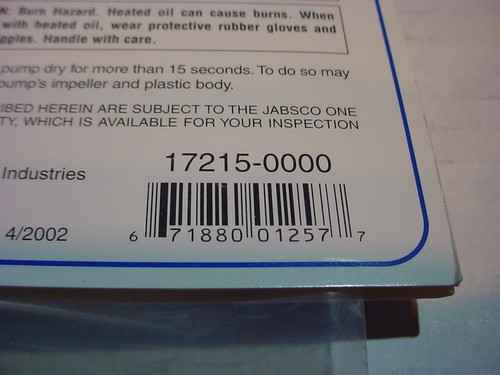 N: Burn Hazard. Heated oil can cause burns. When
with heated oil, wear protective rubber gloves and
ggles. Handle with care.
pump dry for more than 15 seconds. To do so may
pump's impeller and plastic body.
IBED HEREIN ARE SUBJECT TO THE JABSCO ONE
TY, WHICH IS AVAILABLE FOR YOUR INSPECTION
17215-0000
Industries
4/2002
6 71880 01257 7